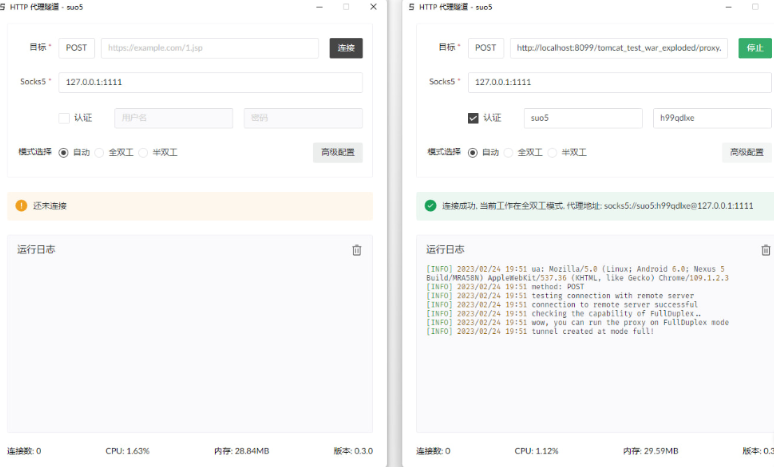 HTTP 代理隧道 - suo5
目标 * POST https://example.com/1.jsp 连接
Socks5 * 127.0.0.1:1111
认证 用户名 密码
模式选择 自动 全双工 半双工 高级配置
还未连接
运行日志
连接数: 0 CPU: 1.63% 内存: 28.84MB 版本: 0.3.0
HTTP 代理隧道 - suo5
目标 * POST http://localhost:8099/tomcat_test_war_exploded/proxy. 停止
Socks5 * 127.0.0.1:1111
认证 suo5 h99qdlxe
模式选择 自动 全双工 半双工 高级配置
连接成功, 当前工作在全双工模式, 代理地址: socks5://suo5:h99qdlxe@127.0.0.1:1111
运行日志
[INFO] 2023/02/24 19:51 ua: Mozilla/5.0 (Linux; Android 6.0; Nexus 5
Build/MRA58N) AppleWebKit/537.36 (KHTML, like Gecko) Chrome/109.1.2.3
[INFO] 2023/02/24 19:51 method: POST
[INFO] 2023/02/24 19:51 testing connection with remote server
[INFO] 2023/02/24 19:51 connection to remote server successful
[INFO] 2023/02/24 19:51 checking the capability of FullDuplex..
[INFO] 2023/02/24 19:51 wow, you can run the proxy on FullDuplex mode
[INFO] 2023/02/24 19:51 tunnel created at mode full!
连接数: 0 CPU: 1.12% 内存: 29.59MB 版本: 0.3